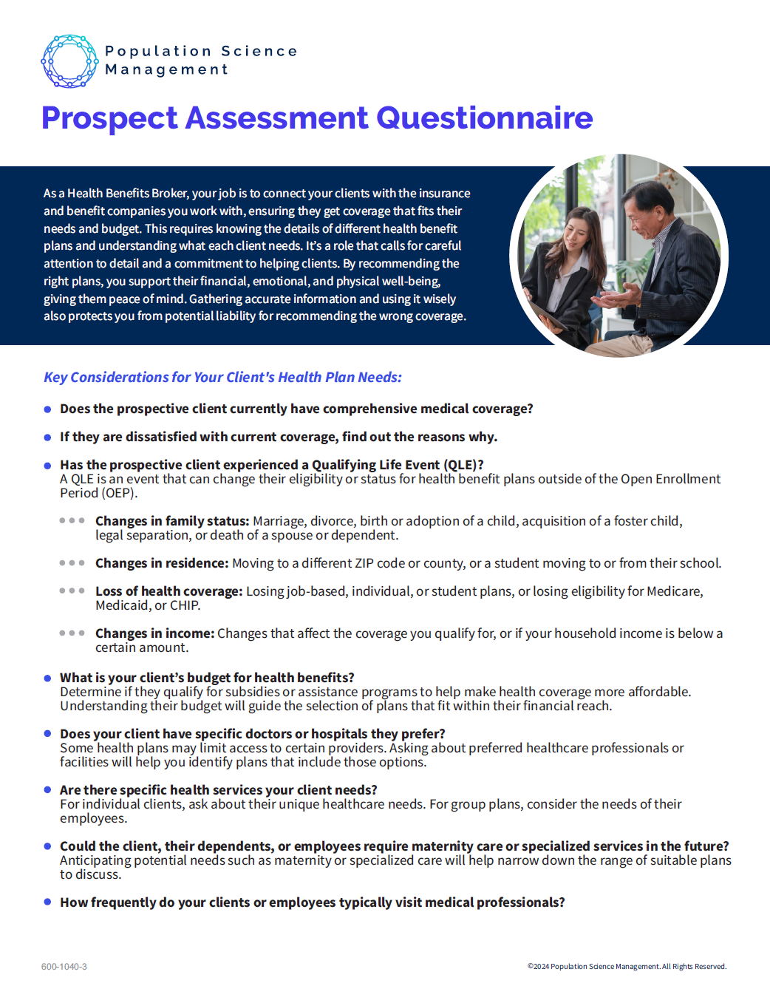 Population Science
Management
Prospect Assessment Questionnaire
As a Health Benefits Broker, your job is to connect your clients with the insurance
and benefit companies you work with, ensuring they get coverage that fits their
needs and budget. This requires knowing the details of different health benefit
plans and understanding what each client needs. It’s a role that calls for careful
attention to detail and a commitment to helping clients. By recommending the
right plans, you support their financial, emotional, and physical well-being,
giving them peace of mind. Gathering accurate information and using it wisely
also protects you from potential liability for recommending the wrong coverage.
Key Considerations for Your Client's Health Plan Needs:
• Does the prospective client currently have comprehensive medical coverage?
• If they are dissatisfied with current coverage, find out the reasons why.
• Has the prospective client experienced a Qualifying Life Event (QLE)?
A QLE is an event that can change their eligibility or status for health benefit plans outside of the Open Enrollment
Period (OEP).
••• Changes in family status: Marriage, divorce, birth or adoption of a child, acquisition of a foster child,
legal separation, or death of a spouse or dependent.
••• Changes in residence: Moving to a different ZIP code or county, or a student moving to or from their school.
••• Loss of health coverage: Losing job-based, individual, or student plans, or losing eligibility for Medicare,
Medicaid, or CHIP.
••• Changes in income: Changes that affect the coverage you qualify for, or if your household income is below a
certain amount.
• What is your client’s budget for health benefits?
Determine if they qualify for subsidies or assistance programs to help make health coverage more affordable.
Understanding their budget will guide the selection of plans that fit within their financial reach.
• Does your client have specific doctors or hospitals they prefer?
Some health plans may limit access to certain providers. Asking about preferred healthcare professionals or
facilities will help you identify plans that include those options.
• Are there specific health services your client needs?
For individual clients, ask about their unique healthcare needs. For group plans, consider the needs of their
employees.
• Could the client, their dependents, or employees require maternity care or specialized services in the future?
Anticipating potential needs such as maternity or specialized care will help narrow down the range of suitable plans
to discuss.
• How frequently do your clients or employees typically visit medical professionals?
600-1040-3
©2024 Population Science Management. All Rights Reserved.